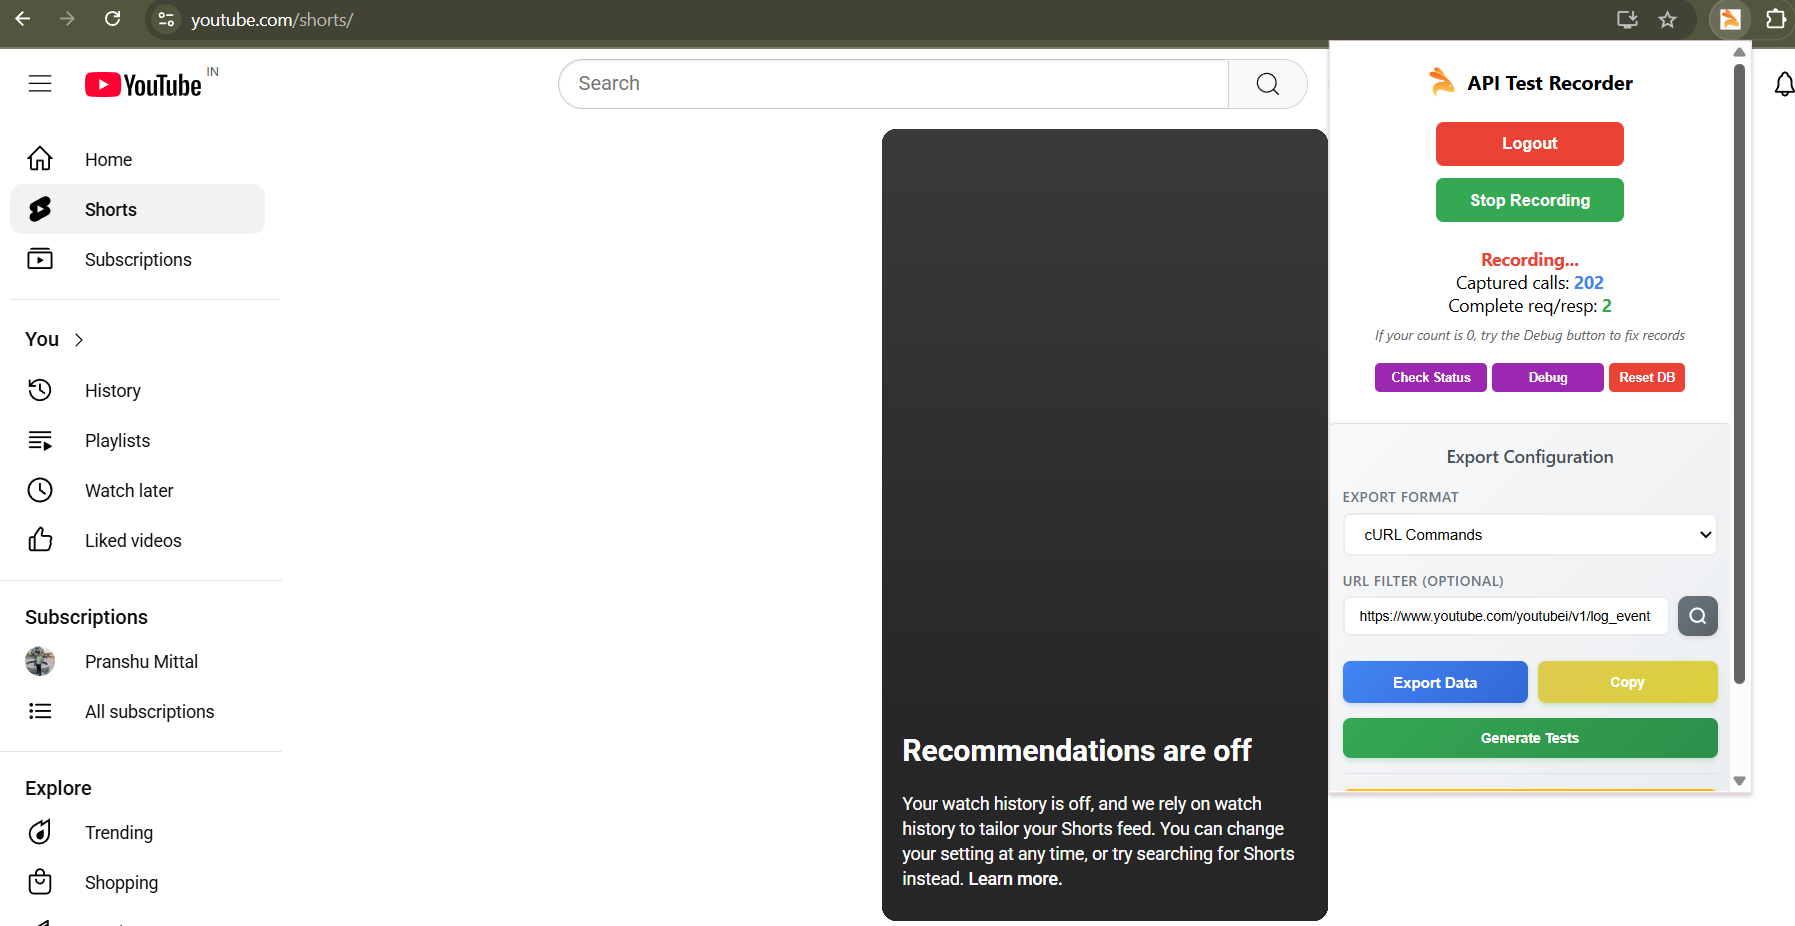 youtube.com/shorts/
YouTube IN
Search
Home
Shorts
Subscriptions
You
History
Playlists
Watch later
Liked videos
Subscriptions
Pranshu Mittal
All subscriptions
Explore
Trending
Shopping
Recommendations are off
Your watch history is off, and we rely on watch
history to tailor your Shorts feed. You can change
your setting at any time, or try searching for Shorts
instead. Learn more.
API Test Recorder
Logout
Stop Recording
Recording...
Captured calls: 202
Complete req/resp: 2
If your count is 0, try the Debug button to fix records
Check Status
Debug
Reset DB
Export Configuration
EXPORT FORMAT
cURL Commands
URL FILTER (OPTIONAL)
https://www.youtube.com/youtubei/v1/log_event
Export Data
Copy
Generate Tests